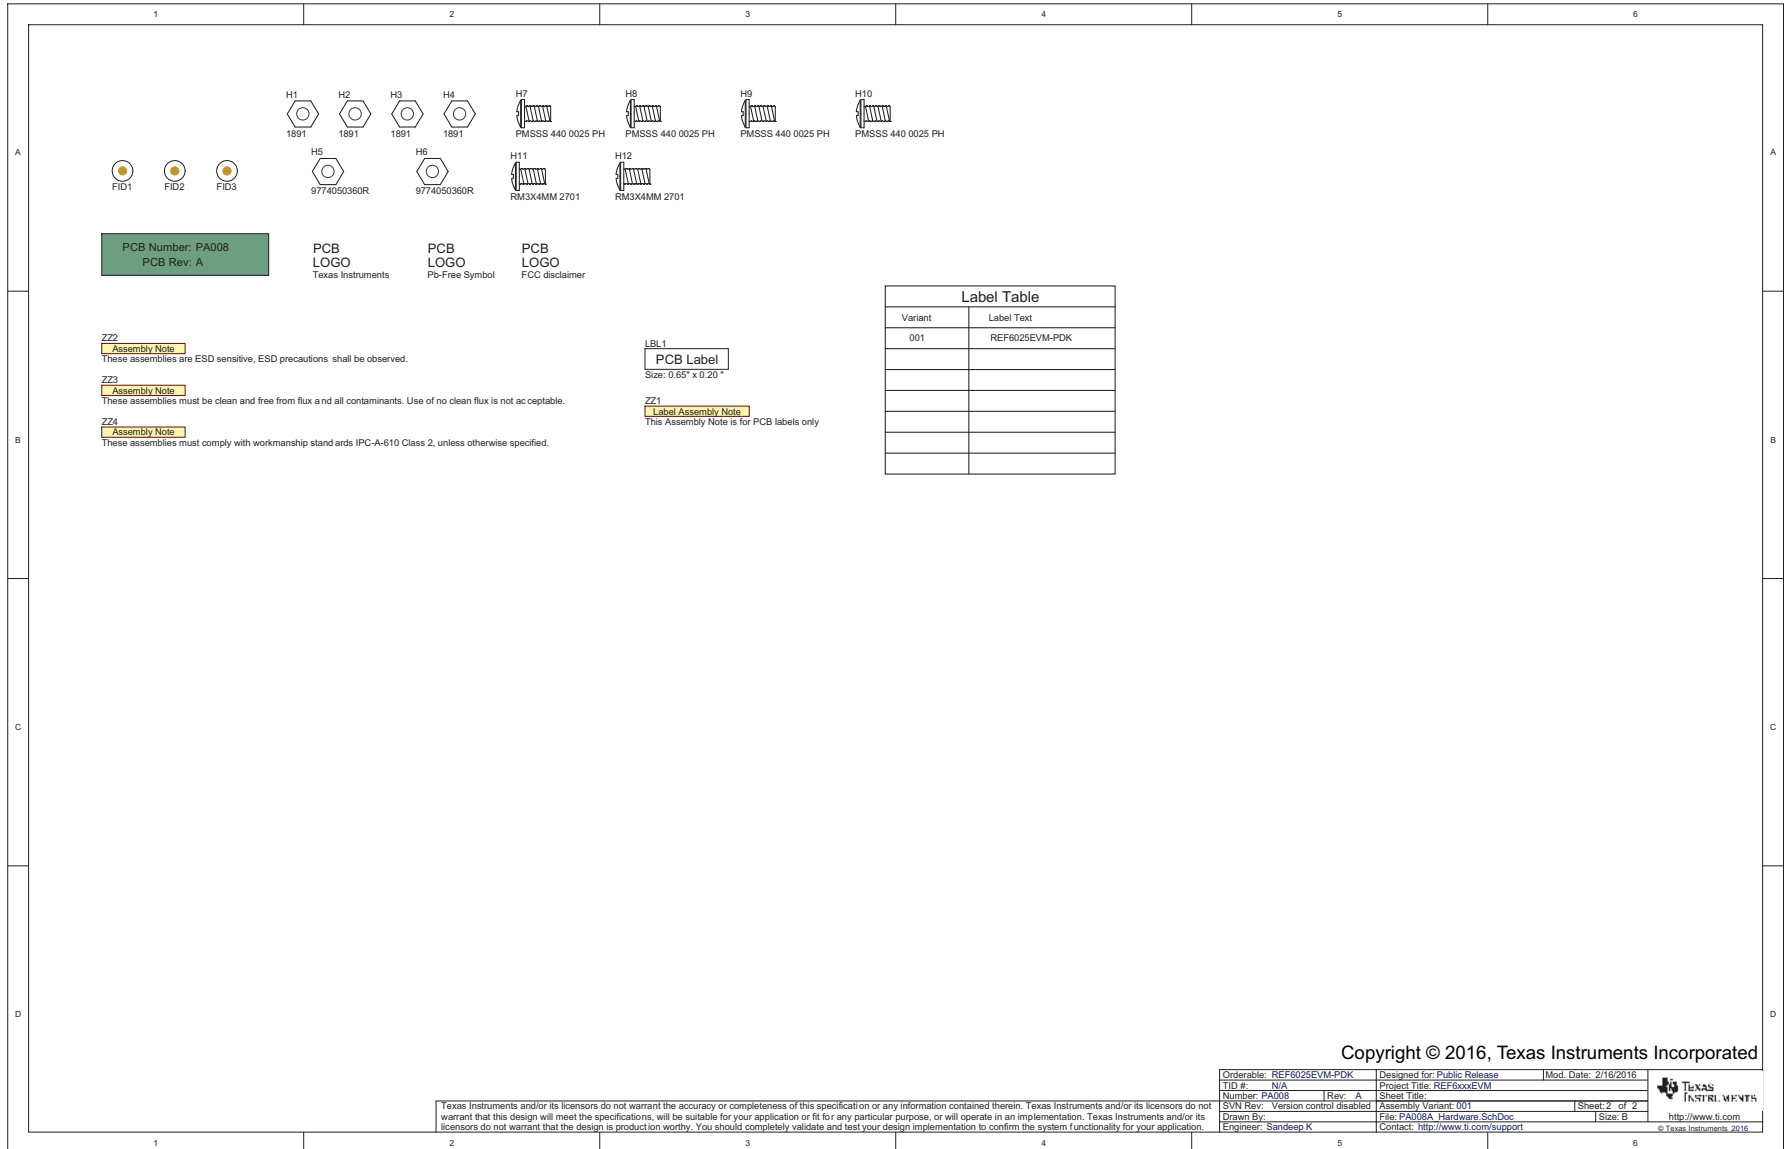 1 2 3 4 5 6
H1 H2 H3 H4 H7 H8 H9 H10
1891 1891 1891 1891 PMSSS 440 0025 PH PMSSS 440 0025 PH PMSSS 440 0025 PH PMSSS 440 0025 PH
A A
H5 H6 H11 H12
FID1 FID2 FID3 9774050360R 9774050360R RM3X4MM 2701 RM3X4MM 2701
PCB Number: PA008
PCB Rev: A
PCB
LOGO
Texas Instruments
PCB
LOGO
Pb-Free Symbol
PCB
LOGO
FCC disclaimer
Label Table
Variant Label Text
001 REF6025EVM-PDK
ZZ2
Assembly Note
These assemblies are ESD sensitive, ESD precautions shall be observed.
ZZ3
Assembly Note
These assemblies must be clean and free from flux and all contaminants. Use of no clean flux is not acceptable.
ZZ4
Assembly Note
These assemblies must comply with workmanship standards IPC-A-610 Class 2, unless otherwise specified.
LBL1
PCB Label
Size: 0.65" x 0.20 "
ZZ1
Label Assembly Note
This Assembly Note is for PCB labels only
B B
C C
D D
Copyright © 2016, Texas Instruments Incorporated
Texas Instruments and/or its licensors do not warrant the accuracy or completeness of this specification or any information contained therein. Texas Instruments and/or its licensors do not
warrant that this design will meet the specifications, will be suitable for your application or fit for any particular purpose, or will operate in an implementation. Texas Instruments and/or its
licensors do not warrant that the design is production worthy. You should completely validate and test your design implementation to confirm the system functionality for your application.
Orderable: REF6025EVM-PDK Designed for: Public Release Mod. Date: 2/16/2016
TID #: N/A Project Title: REF6xxxEVM
Number: PA008 Rev: A Sheet Title:
SVN Rev: Version control disabled Assembly Variant: 001 Sheet: 2 of 2
Drawn By: File: PA008A_Hardware.SchDoc Size: B
Engineer: Sandeep K Contact: http://www.ti.com/support
TEXAS
INSTRUMENTS
http://www.ti.com
© Texas Instruments 2016
1 2 3 4 5 6